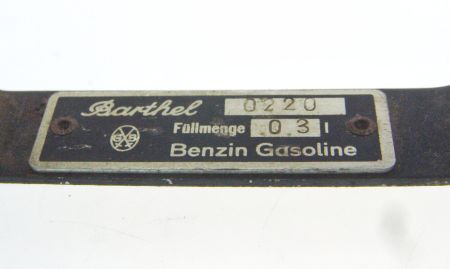 Barthel 0220
Füllmenge 0.3 l
Benzin Gasoline